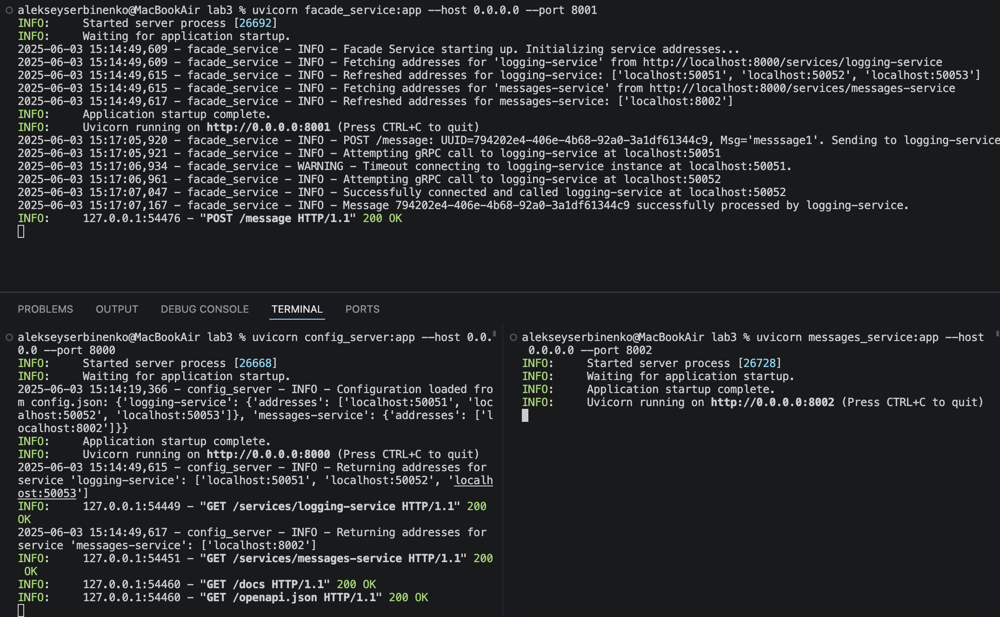 alekseyserbinenko@MacBookAir lab3 % uvicorn facade_service:app --host 0.0.0.0 --port 8001
INFO:     Started server process [26692]
INFO:     Waiting for application startup.
2025-06-03 15:14:49,609 - facade_service - INFO - Facade Service starting up. Initializing service addresses...
2025-06-03 15:14:49,609 - facade_service - INFO - Fetching addresses for 'logging-service' from http://localhost:8000/services/logging-service
2025-06-03 15:14:49,615 - facade_service - INFO - Refreshed addresses for logging-service: ['localhost:50051', 'localhost:50052', 'localhost:50053']
2025-06-03 15:14:49,615 - facade_service - INFO - Fetching addresses for 'messages-service' from http://localhost:8000/services/messages-service
2025-06-03 15:14:49,617 - facade_service - INFO - Refreshed addresses for messages-service: ['localhost:8002']
INFO:     Application startup complete.
INFO:     Uvicorn running on http://0.0.0.0:8001 (Press CTRL+C to quit)
2025-06-03 15:17:05,920 - facade_service - INFO - POST /message: UUID=794202e4-406e-4b68-92a0-3a1df61344c9, Msg='messsage1'. Sending to logging-service
2025-06-03 15:17:05,921 - facade_service - INFO - Attempting gRPC call to logging-service at localhost:50051
2025-06-03 15:17:06,934 - facade_service - WARNING - Timeout connecting to logging-service instance at localhost:50051.
2025-06-03 15:17:06,961 - facade_service - INFO - Attempting gRPC call to logging-service at localhost:50052
2025-06-03 15:17:07,047 - facade_service - INFO - Successfully connected and called logging-service at localhost:50052
2025-06-03 15:17:07,167 - facade_service - INFO - Message 794202e4-406e-4b68-92a0-3a1df61344c9 successfully processed by logging-service.
INFO:     127.0.0.1:54476 - "POST /message HTTP/1.1" 200 OK
PROBLEMS OUTPUT DEBUG CONSOLE TERMINAL PORTS
alekseyserbinenko@MacBookAir lab3 % uvicorn config_server:app --host 0.0.
0.0 --port 8000
INFO:     Started server process [26668]
INFO:     Waiting for application startup.
2025-06-03 15:14:19,366 - config_server - INFO - Configuration loaded fro
m config.json: {'logging-service': {'addresses': ['localhost:50051', 'loc
alhost:50052', 'localhost:50053']}, 'messages-service': {'addresses': ['l
ocalhost:8002']}}
INFO:     Application startup complete.
INFO:     Uvicorn running on http://0.0.0.0:8000 (Press CTRL+C to quit)
2025-06-03 15:14:49,615 - config_server - INFO - Returning addresses for
service 'logging-service': ['localhost:50051', 'localhost:50052', 'localh
ost:50053']
INFO:     127.0.0.1:54449 - "GET /services/logging-service HTTP/1.1" 200
OK
2025-06-03 15:14:49,617 - config_server - INFO - Returning addresses for
service 'messages-service': ['localhost:8002']
INFO:     127.0.0.1:54451 - "GET /services/messages-service HTTP/1.1" 200
 OK
INFO:     127.0.0.1:54460 - "GET /docs HTTP/1.1" 200 OK
INFO:     127.0.0.1:54460 - "GET /openapi.json HTTP/1.1" 200 OK
alekseyserbinenko@MacBookAir lab3 % uvicorn messages_service:app --host
 0.0.0.0 --port 8002
INFO:     Started server process [26728]
INFO:     Waiting for application startup.
INFO:     Application startup complete.
INFO:     Uvicorn running on http://0.0.0.0:8002 (Press CTRL+C to quit)